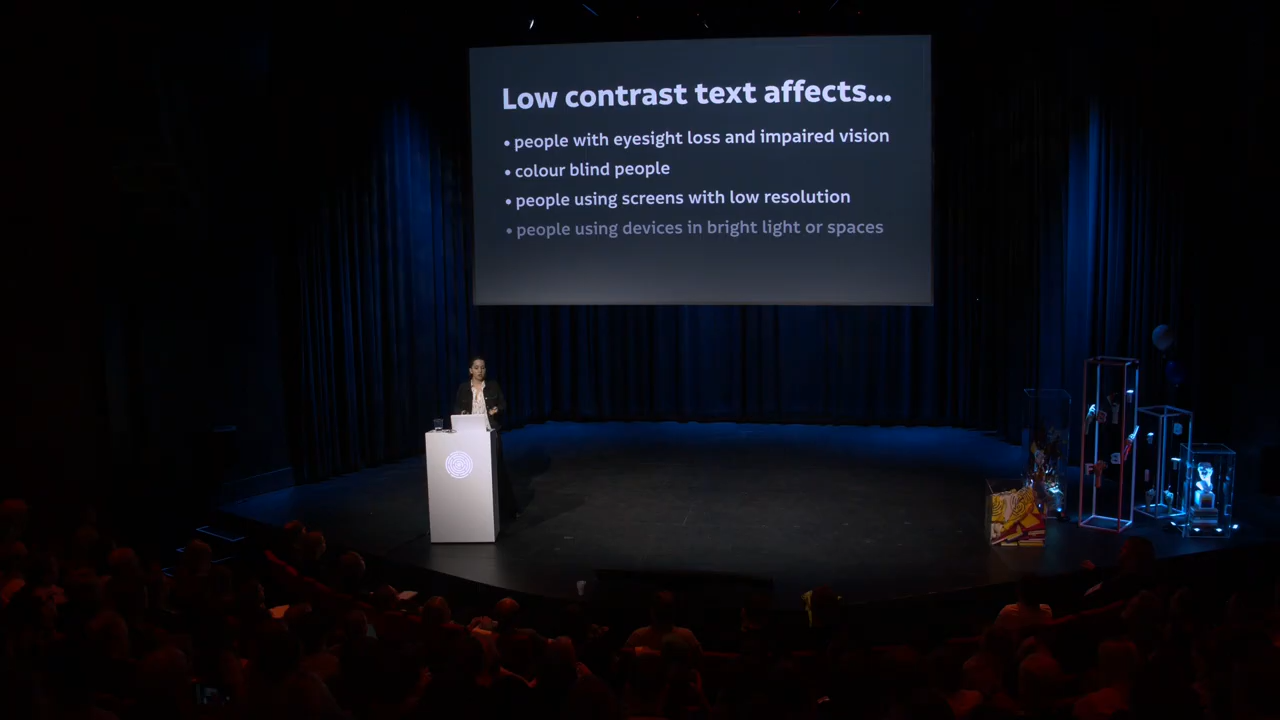 Low contrast text affects...
• people with eyesight loss and impaired vision
• colour blind people
• people using screens with low resolution
• people using devices in bright light or spaces